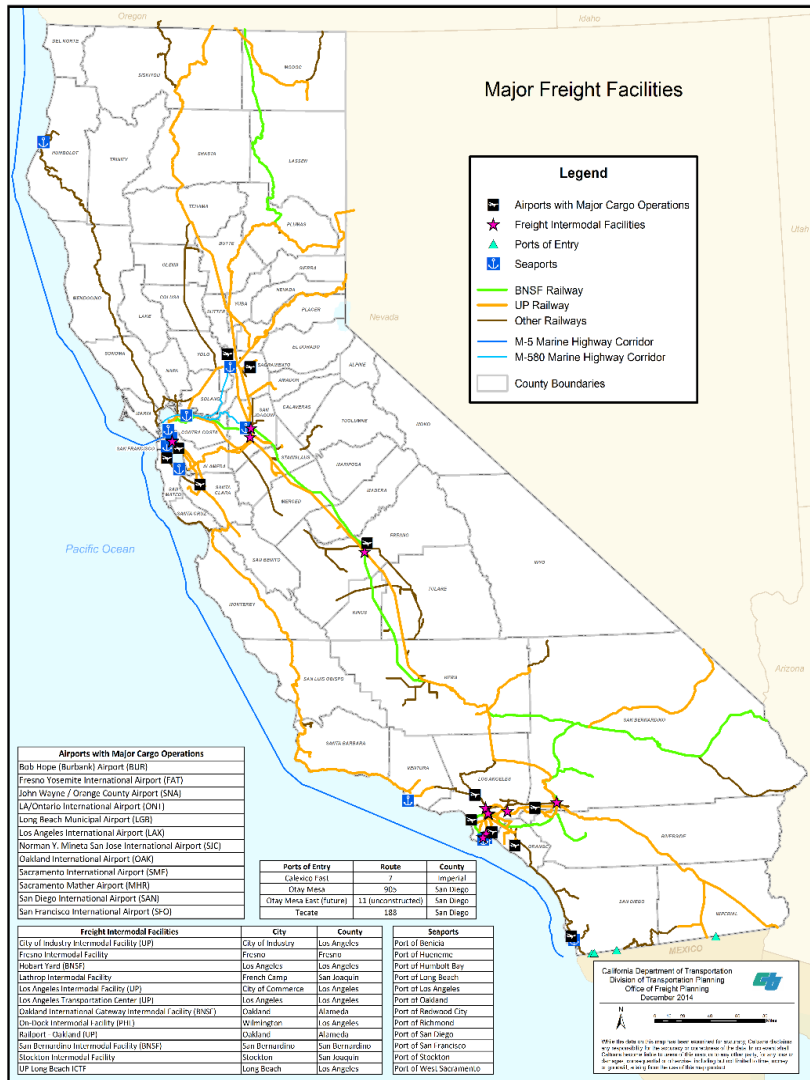 Oregon
Idaho
DEL NORTE
SISKIYOU
MODOC
Major Freight Facilities
HUMBOLDT
TRINITY
SHASTA
LASSEN
Legend
Airports with Major Cargo Operations
Freight Intermodal Facilities
Ports of Entry
Seaports
BNSF Railway
UP Railway
Other Railways
M-5 Marine Highway Corridor
M-580 Marine Highway Corridor
County Boundaries
Utah
TEHAMA
PLUMAS
BUTTE
GLENN
SIERRA
MENDOCINO
COLUSA
YUBA
NEVADA
LAKE
SUTTER
PLACER
Nevada
SONOMA
NAPA
YOLO
EL DORADO
SACRAMENTO
ALPINE
AMADOR
SOLANO
MARIN
CALAVERAS
SAN JOAQUIN
TUOLUMNE
MONO
CONTRA COSTA
SAN FRANCISCO
ALAMEDA
STANISLAUS
MARIPOSA
SAN MATEO
SANTA CLARA
MERCED
MADERA
SANTA CRUZ
FRESNO
Pacific Ocean
SAN BENITO
INYO
TULARE
MONTEREY
KINGS
SAN LUIS OBISPO
KERN
Arizona
SAN BERNARDINO
SANTA BARBARA
VENTURA
LOS ANGELES
ORANGE
RIVERSIDE
SAN DIEGO
IMPERIAL
MEXICO
Airports with Major Cargo Operations
Bob Hope (Burbank) Airport (BUR)
Fresno Yosemite International Airport (FAT)
John Wayne / Orange County Airport (SNA)
LA/Ontario International Airport (ONT)
Long Beach Municipal Airport (LGB)
Los Angeles International Airport (LAX)
Norman Y. Mineta San Jose International Airport (SJC)
Oakland International Airport (OAK)
Sacramento International Airport (SMF)
Sacramento Mather Airport (MHR)
San Diego International Airport (SAN)
San Francisco International Airport (SFO)
Ports of Entry Route County
Calexico East 7 Imperial
Otay Mesa 905 San Diego
Otay Mesa East (future) 11 (unconstructed) San Diego
Tecate 188 San Diego
Freight Intermodal Facilities City County
City of Industry Intermodal Facility (UP) City of Industry Los Angeles
Fresno Intermodal Facility Fresno Fresno
Hobart Yard (BNSF) Los Angeles Los Angeles
Lathrop Intermodal Facility French Camp San Joaquin
Los Angeles Intermodal Facility (UP) City of Commerce Los Angeles
Los Angeles Transportation Center (UP) Los Angeles Los Angeles
Oakland International Gateway Intermodal Facility (BNSF) Oakland Alameda
On-Dock Intermodal Facility (PHL) Wilmington Los Angeles
Railport - Oakland (UP) Oakland Alameda
San Bernardino Intermodal Facility (BNSF) San Bernardino San Bernardino
Stockton Intermodal Facility Stockton San Joaquin
UP Long Beach ICTF Long Beach Los Angeles
Seaports
Port of Benicia
Port of Hueneme
Port of Humbolt Bay
Port of Long Beach
Port of Los Angeles
Port of Oakland
Port of Redwood City
Port of Richmond
Port of San Diego
Port of San Francisco
Port of Stockton
Port of West Sacramento
California Department of Transportation
Division of Transportation Planning
Office of Freight Planning
December 2014
N
Miles